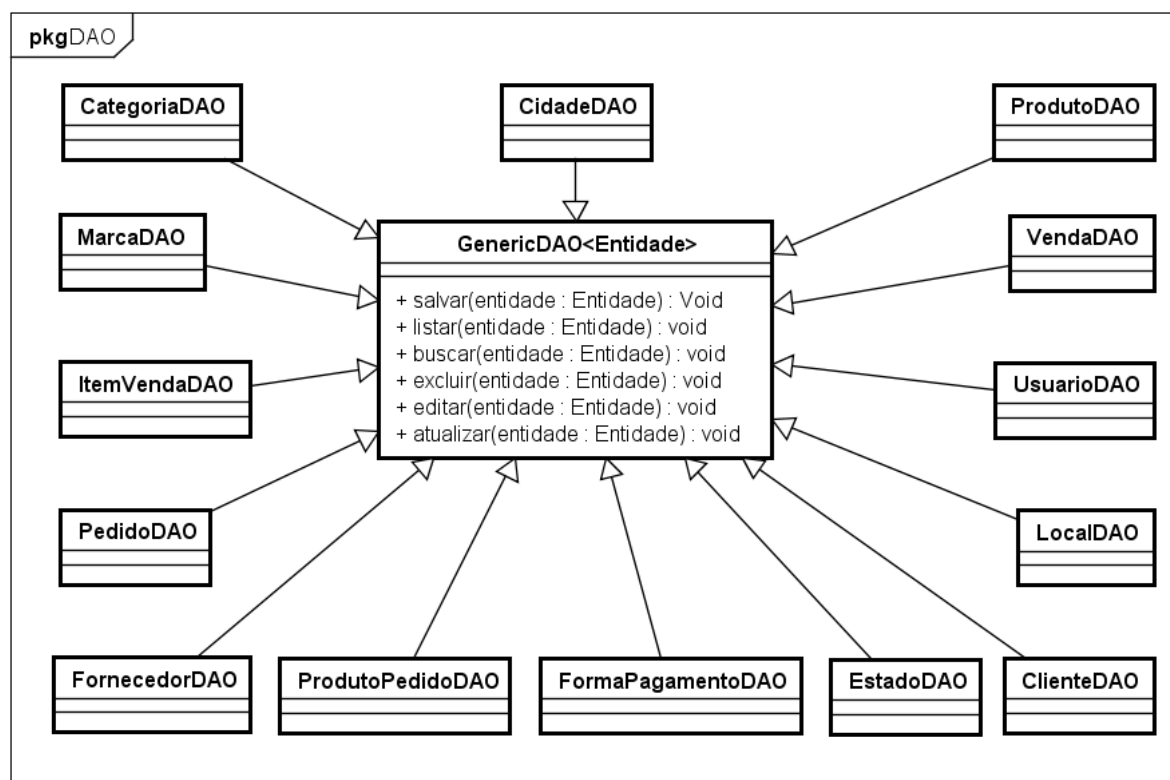 pkgDAO
CategoriaDAO
CidadeDAO
ProdutoDAO
MarcaDAO
GenericDAO<Entidade>
VendaDAO
+ salvar(entidade : Entidade) : Void
+ listar(entidade : Entidade) : void
+ buscar(entidade : Entidade) : void
+ excluir(entidade : Entidade) : void
+ editar(entidade : Entidade) : void
+ atualizar(entidade : Entidade) : void
ItemVendaDAO
UsuarioDAO
PedidoDAO
LocalDAO
FornecedorDAO
ProdutoPedidoDAO
FormaPagamentoDAO
EstadoDAO
ClienteDAO